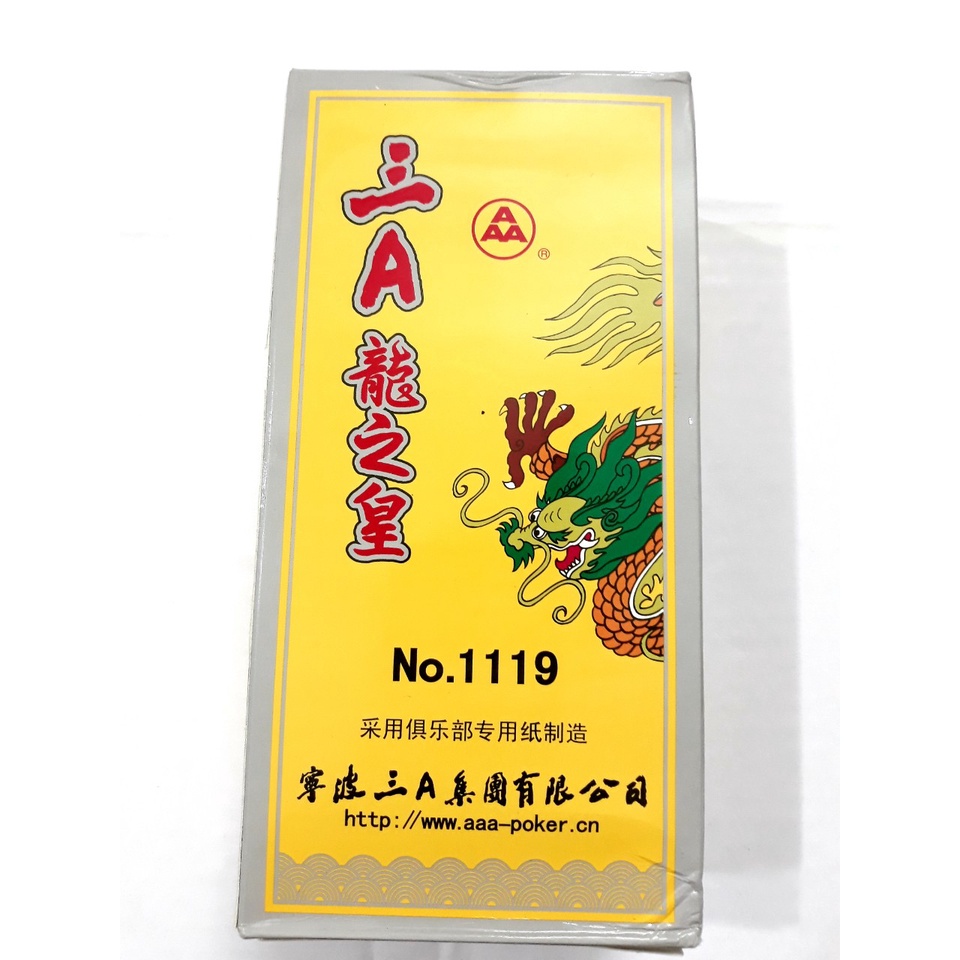 三A龍之皇
A
AA
®
No.1119
采用俱乐部专用纸制造
寧波三A集團有限公司
http://www.aaa-poker.cn